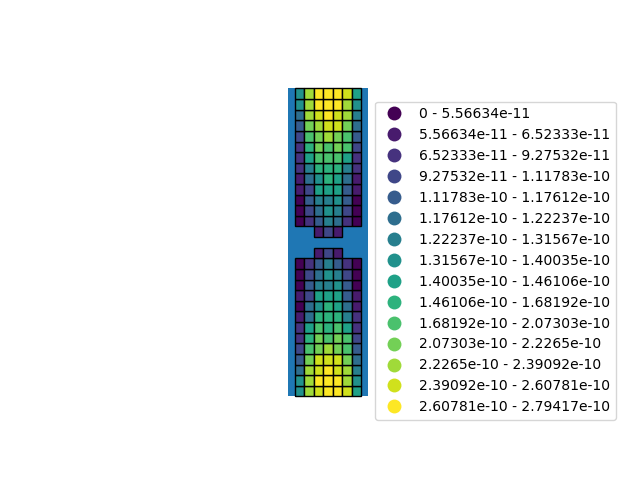 0 - 5.56634e-11
5.56634e-11 - 6.52333e-11
6.52333e-11 - 9.27532e-11
9.27532e-11 - 1.11783e-10
1.11783e-10 - 1.17612e-10
1.17612e-10 - 1.22237e-10
1.22237e-10 - 1.31567e-10
1.31567e-10 - 1.40035e-10
1.40035e-10 - 1.46106e-10
1.46106e-10 - 1.68192e-10
1.68192e-10 - 2.07303e-10
2.07303e-10 - 2.2265e-10
2.2265e-10 - 2.39092e-10
2.39092e-10 - 2.60781e-10
2.60781e-10 - 2.79417e-10